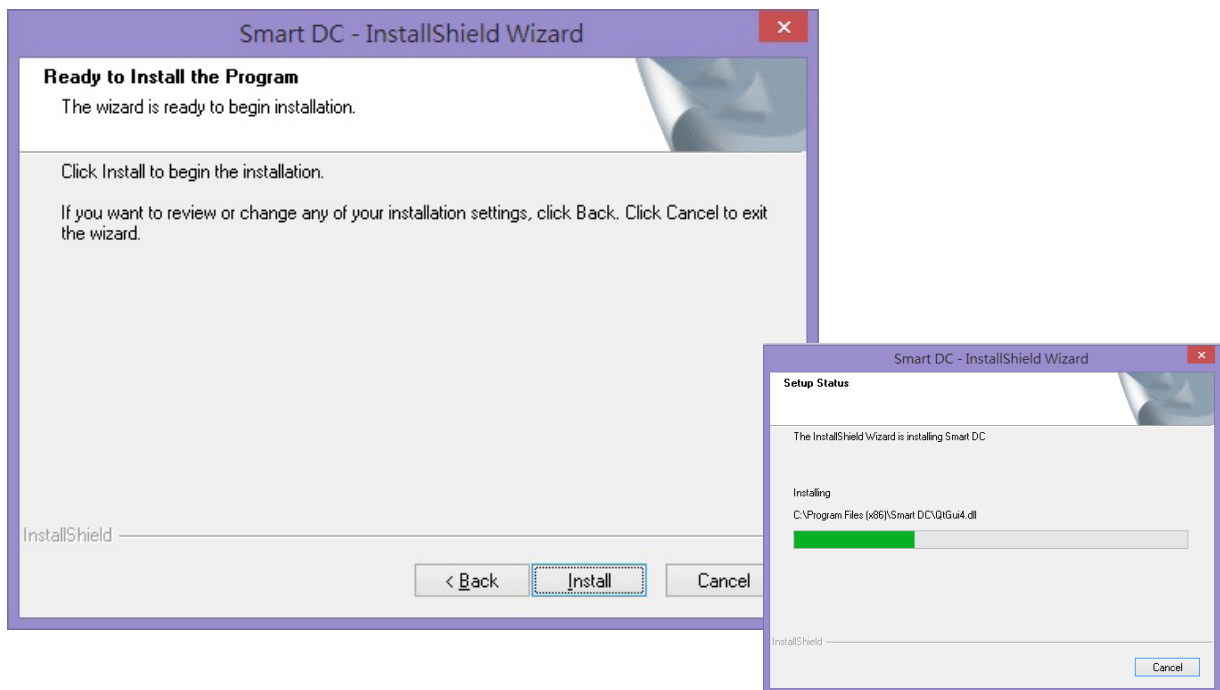 Smart DC - InstallShield Wizard
Ready to Install the Program
The wizard is ready to begin installation.
Click Install to begin the installation.
If you want to review or change any of your installation settings, click Back. Click Cancel to exit
the wizard.
InstallShield
< Back
Install
Cancel
Smart DC - InstallShield Wizard
Setup Status
The InstallShield Wizard is installing Smart DC
Installing
C:\Program Files (x86)\Smart DC\QtGui4.dll
InstallShield
Cancel